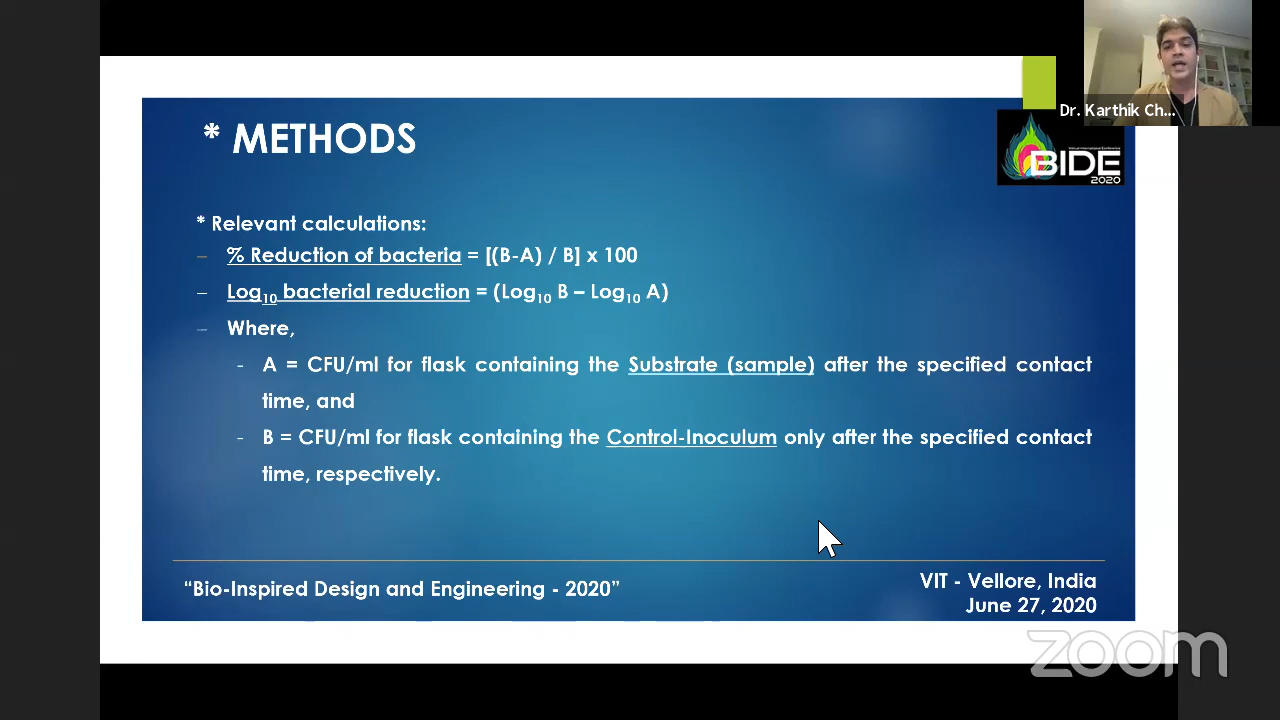 Dr. Karthik Ch...
* METHODS
Virtual International Conference
BIDE
2020
* Relevant calculations:
– % Reduction of bacteria = [(B-A) / B] x 100
– Log10 bacterial reduction = (Log10 B – Log10 A)
– Where,
- A = CFU/ml for flask containing the Substrate (sample) after the specified contact
time, and
- B = CFU/ml for flask containing the Control-Inoculum only after the specified contact
time, respectively.
“Bio-Inspired Design and Engineering - 2020”
VIT - Vellore, India
June 27, 2020
zoom